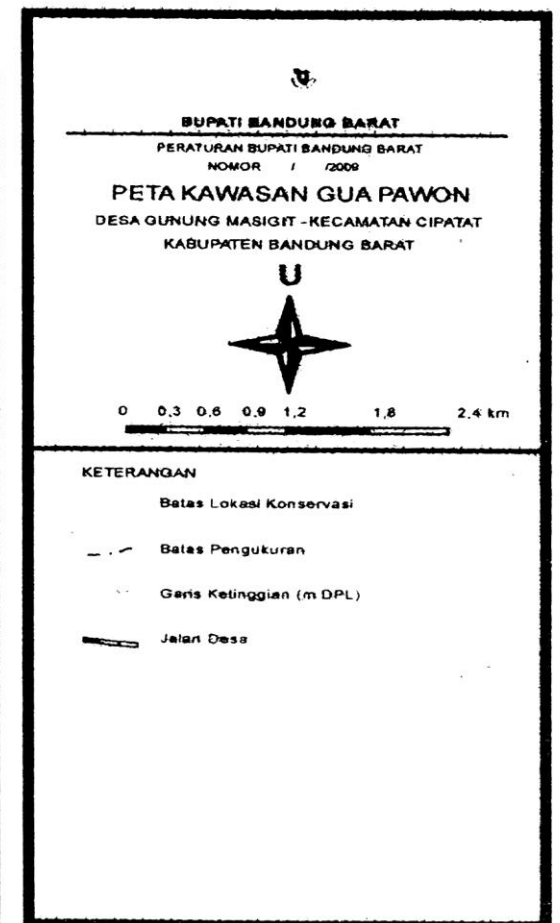 BUPATI BANDUNG BARAT
PERATURAN BUPATI BANDUNG BARAT
NOMOR / /2009
PETA KAWASAN GUA PAWON
DESA GUNUNG MASIGIT - KECAMATAN CIPATAT
KABUPATEN BANDUNG BARAT
U
0 0,3 0,6 0,9 1,2 1,8 2,4 km
KETERANGAN
Batas Lokasi Konservasi
Batas Pengukuran
Garis Ketinggian (m DPL)
Jalan Desa